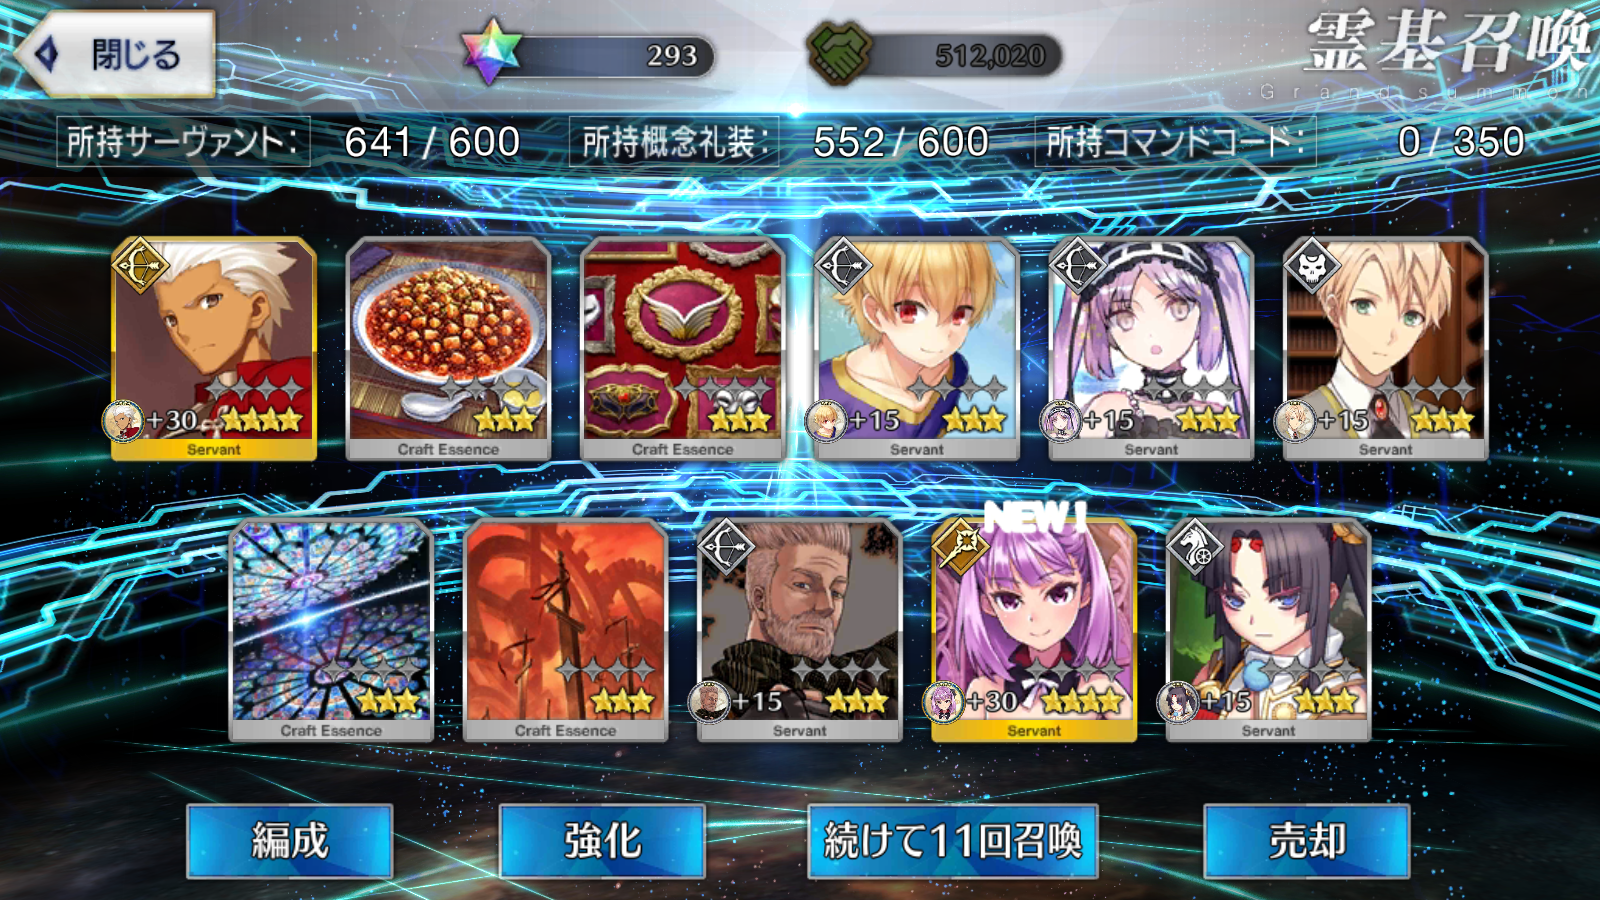 閉じる
293
512,020
霊基召喚
Grand summon
所持サーヴァント： 641 / 600
所持概念礼装： 552 / 600
所持コマンドコード： 0 / 350
+30
Servant
Craft Essence
Craft Essence
+15
Servant
+15
Servant
+15
Servant
Craft Essence
Craft Essence
+15
Servant
NEW!
+30
Servant
+15
Servant
編成
強化
続けて11回召喚
売却